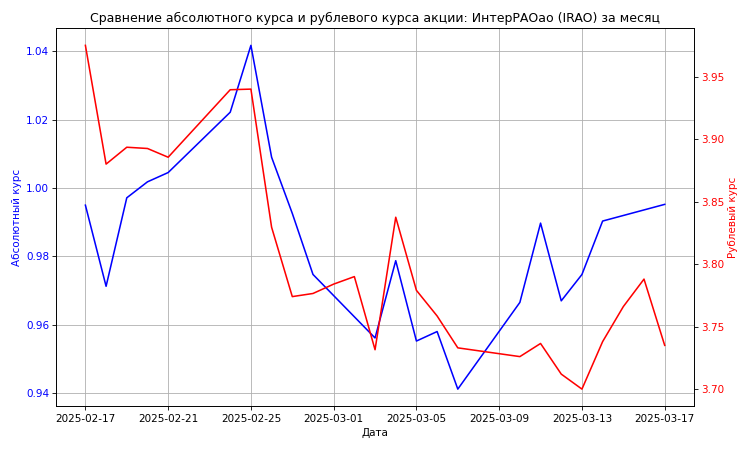 Сравнение абсолютного курса и рублевого курса акции: ИнтерРАОао (IRAO) за месяц
1.04
1.02
1.00
0.98
0.96
0.94
Абсолютный курс
3.95
3.90
3.85
3.80
3.75
3.70
Рублевый курс
2025-02-17 2025-02-21 2025-02-25 2025-03-01 2025-03-05 2025-03-09 2025-03-13 2025-03-17
Дата